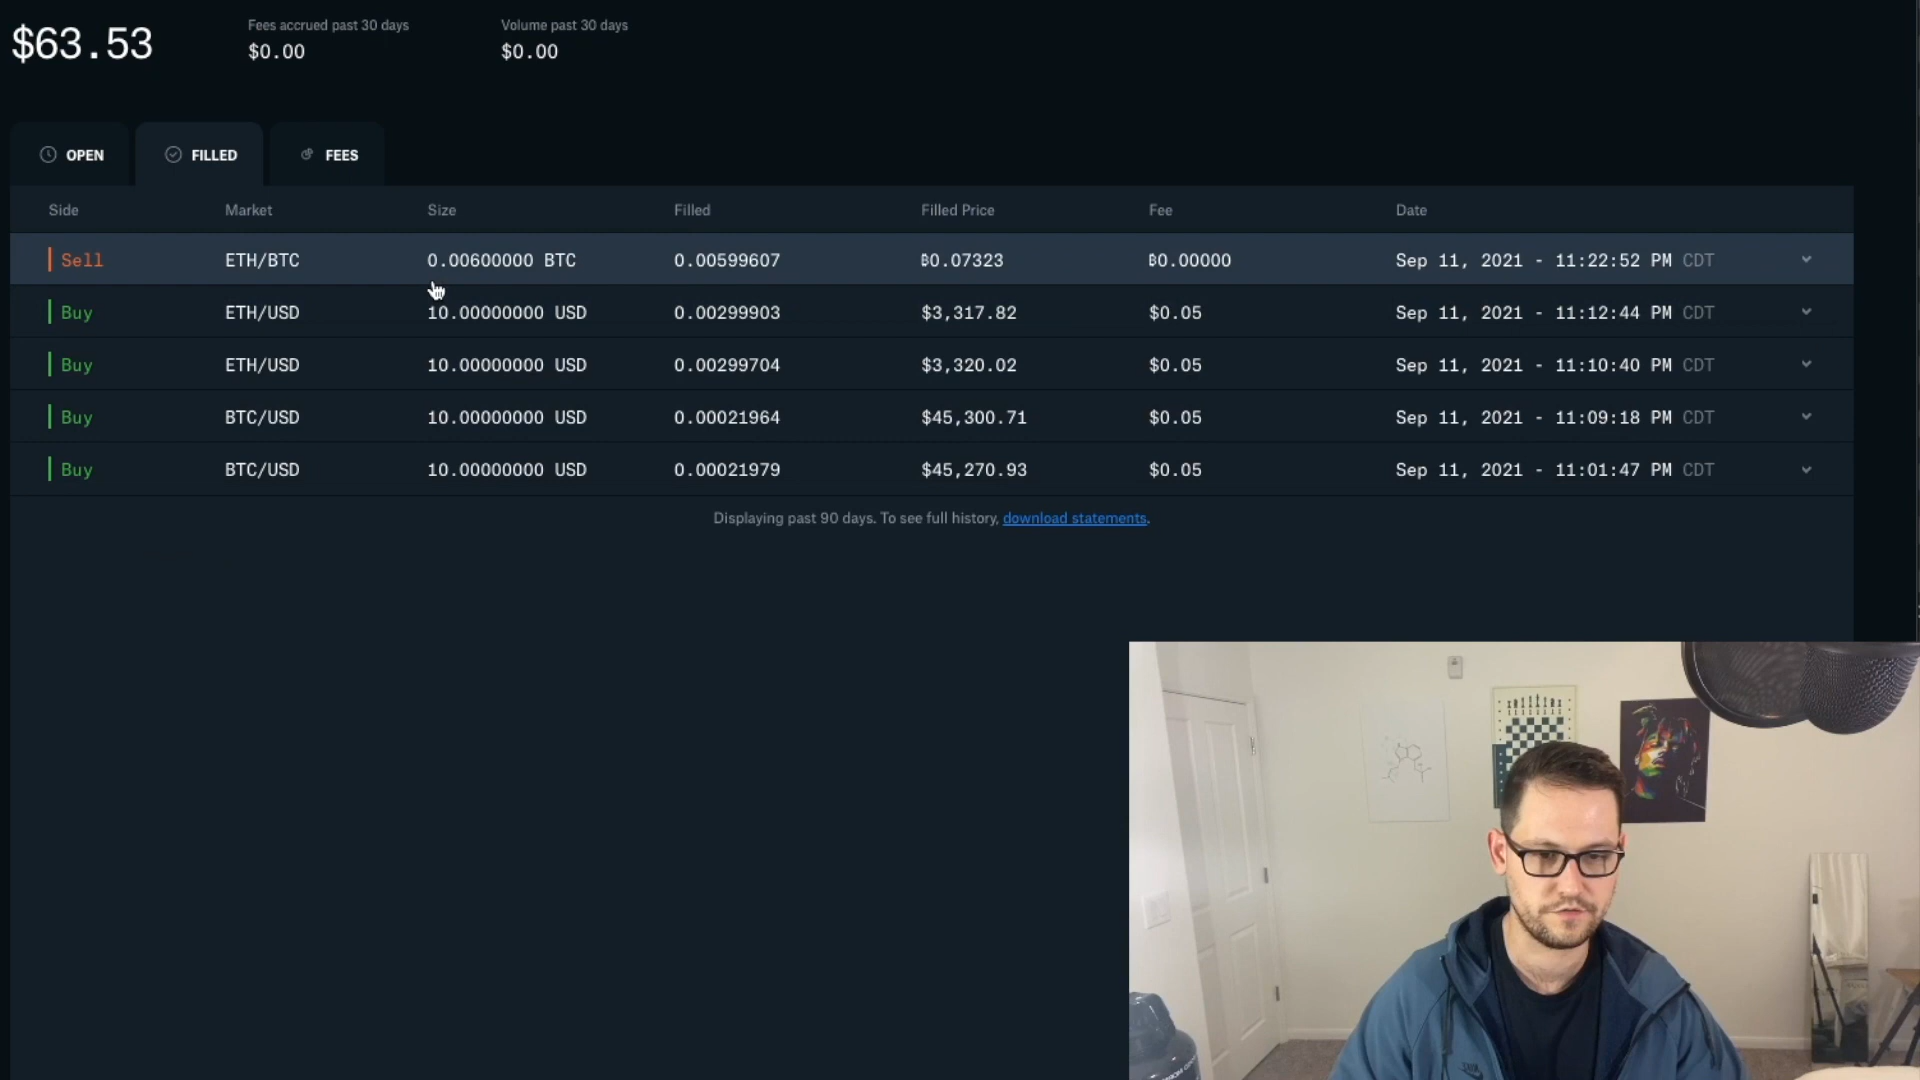 $63.53
Fees accrued past 30 days
$0.00
Volume past 30 days
$0.00
OPEN FILLED FEES
Side Market Size Filled Filled Price Fee Date
Sell ETH/BTC 0.00600000 BTC 0.00599607 ฿0.07323 ฿0.00000 Sep 11, 2021 - 11:22:52 PM CDT
Buy ETH/USD 10.00000000 USD 0.00299903 $3,317.82 $0.05 Sep 11, 2021 - 11:12:44 PM CDT
Buy ETH/USD 10.00000000 USD 0.00299704 $3,320.02 $0.05 Sep 11, 2021 - 11:10:40 PM CDT
Buy BTC/USD 10.00000000 USD 0.00021964 $45,300.71 $0.05 Sep 11, 2021 - 11:09:18 PM CDT
Buy BTC/USD 10.00000000 USD 0.00021979 $45,270.93 $0.05 Sep 11, 2021 - 11:01:47 PM CDT
Displaying past 90 days. To see full history, download statements.